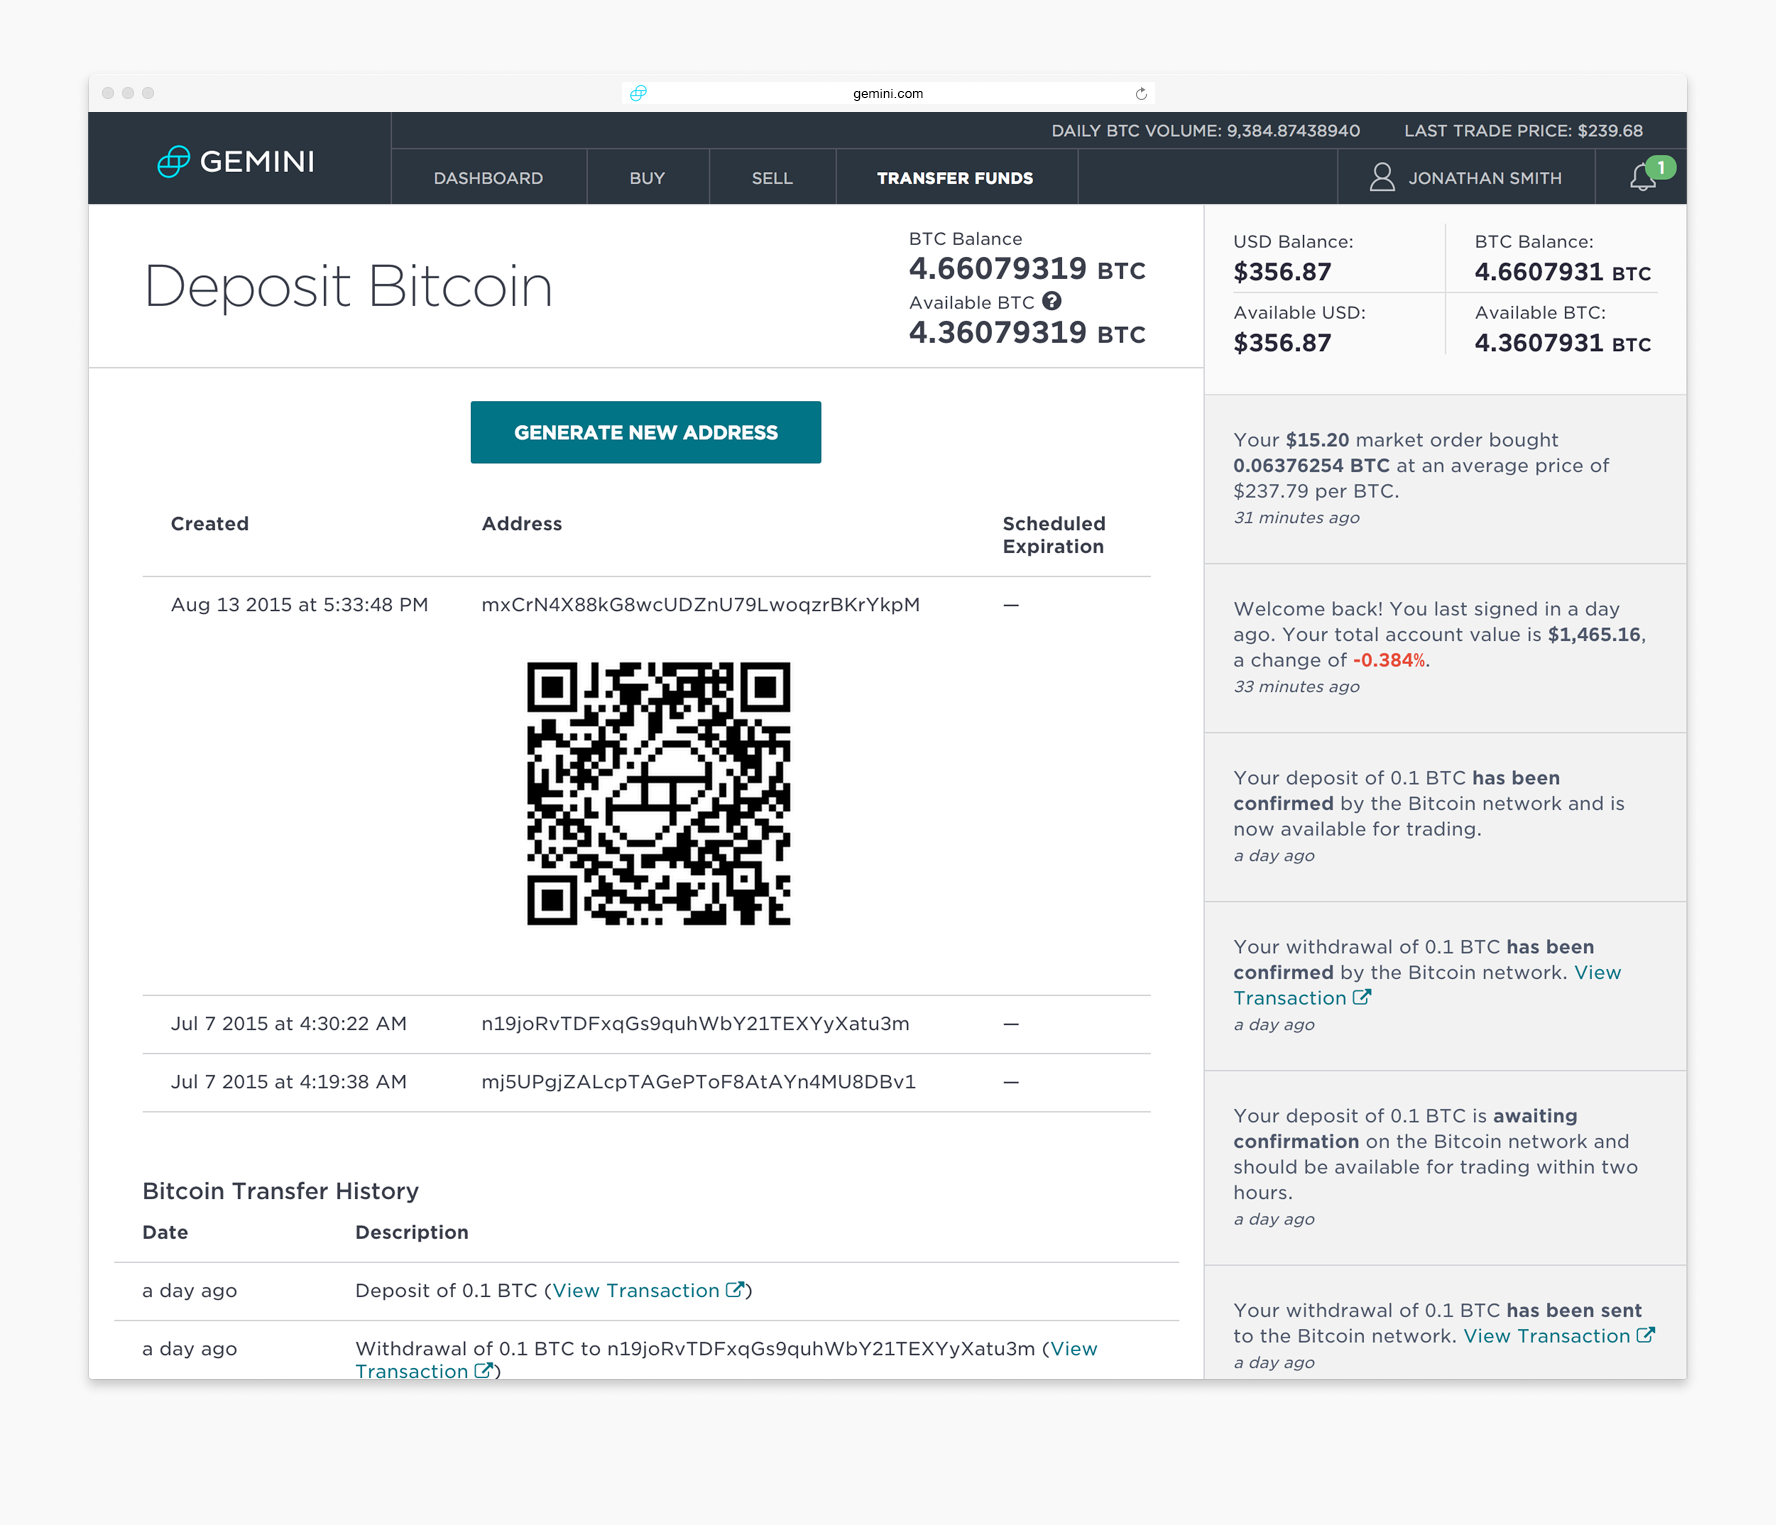 gemini.com
DAILY BTC VOLUME: 9,384.87438940 LAST TRADE PRICE: $239.68
GEMINI
DASHBOARD BUY SELL TRANSFER FUNDS JONATHAN SMITH 1
Deposit Bitcoin
BTC Balance
4.66079319 BTC
Available BTC ?
4.36079319 BTC
GENERATE NEW ADDRESS
Created Address Scheduled
Expiration
Aug 13 2015 at 5:33:48 PM mxCrN4X88kG8wcUDZnU79LwoqzrBKrYkpM —
Jul 7 2015 at 4:30:22 AM n19joRvTDFxqGs9quhWbY21TEXYyXatu3m —
Jul 7 2015 at 4:19:38 AM mj5UPgjZALcpTAGePToF8AtAYn4MU8DBv1 —
Bitcoin Transfer History
Date Description
a day ago Deposit of 0.1 BTC (View Transaction)
a day ago Withdrawal of 0.1 BTC to n19joRvTDFxqGs9quhWbY21TEXYyXatu3m (View
Transaction)
USD Balance: BTC Balance:
$356.87 4.6607931 BTC
Available USD: Available BTC:
$356.87 4.3607931 BTC
Your $15.20 market order bought
0.06376254 BTC at an average price of
$237.79 per BTC.
31 minutes ago
Welcome back! You last signed in a day
ago. Your total account value is $1,465.16,
a change of -0.384%.
33 minutes ago
Your deposit of 0.1 BTC has been
confirmed by the Bitcoin network and is
now available for trading.
a day ago
Your withdrawal of 0.1 BTC has been
confirmed by the Bitcoin network. View
Transaction
a day ago
Your deposit of 0.1 BTC is awaiting
confirmation on the Bitcoin network and
should be available for trading within two
hours.
a day ago
Your withdrawal of 0.1 BTC has been sent
to the Bitcoin network. View Transaction
a day ago